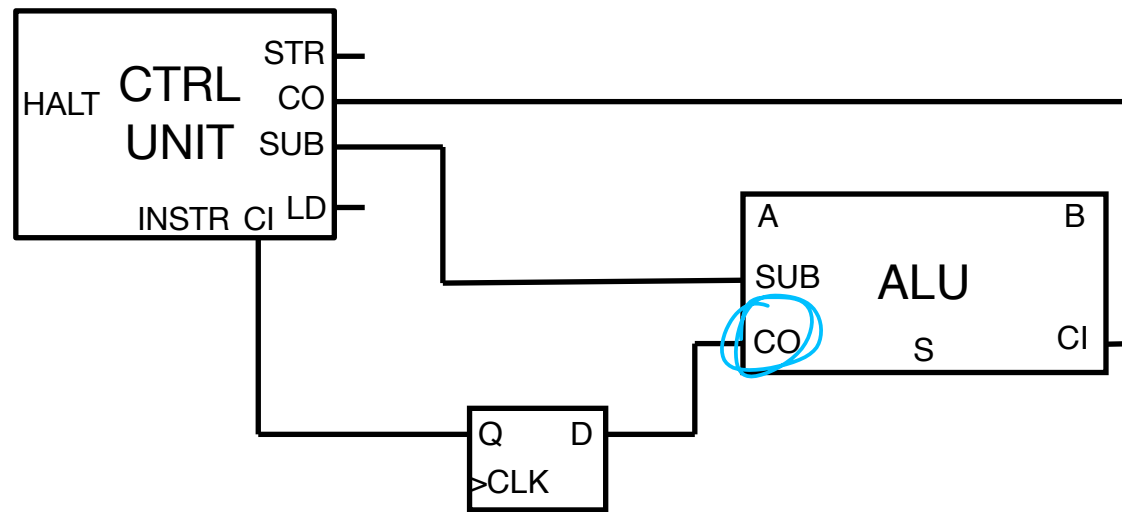 STR
HALT
CTRL
UNIT
CO
SUB
INSTR
CI
LD
A
B
SUB
ALU
CO
S
CI
Q
D
>CLK